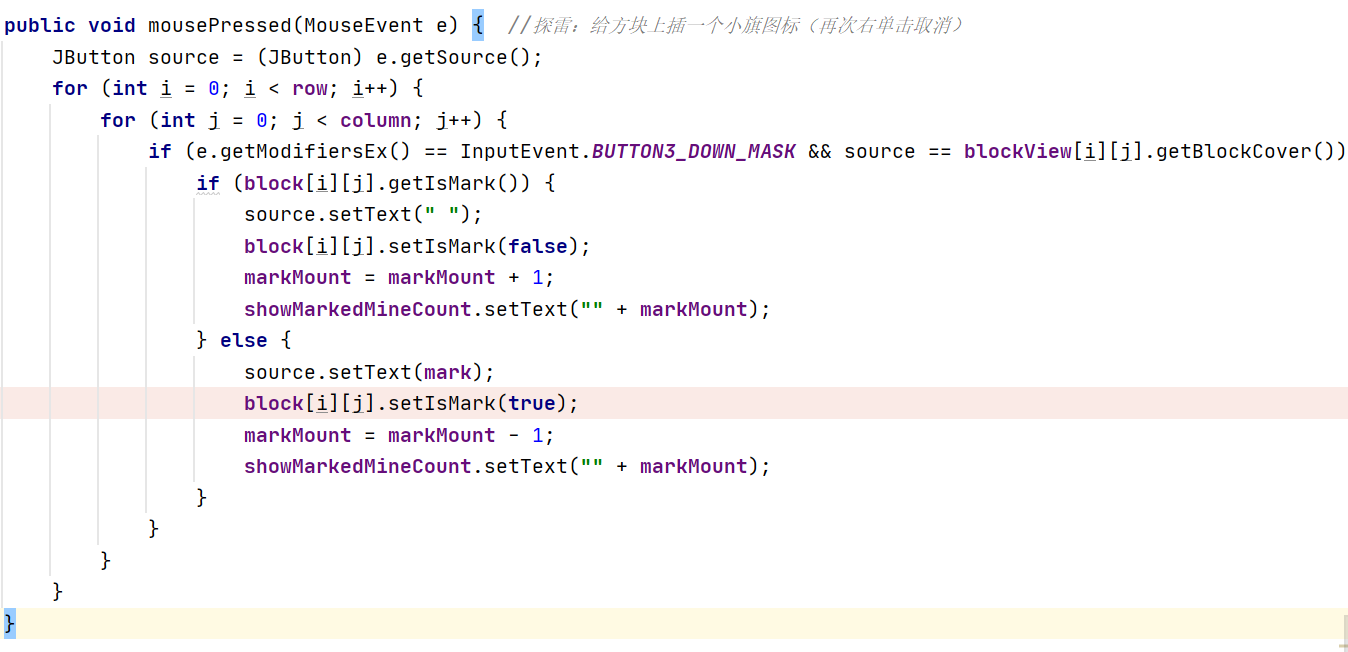 public void mousePressed(MouseEvent e) {  //探雷：给方块上插一个小旗图标（再次右单击取消）
    JButton source = (JButton) e.getSource();
    for (int i = 0; i < row; i++) {
        for (int j = 0; j < column; j++) {
            if (e.getModifiersEx() == InputEvent.BUTTON3_DOWN_MASK && source == blockView[i][j].getBlockCover())
                if (block[i][j].getIsMark()) {
                    source.setText(" ");
                    block[i][j].setIsMark(false);
                    markMount = markMount + 1;
                    showMarkedMineCount.setText("" + markMount);
                } else {
                    source.setText(mark);
                    block[i][j].setIsMark(true);
                    markMount = markMount - 1;
                    showMarkedMineCount.setText("" + markMount);
                }
            }
        }
    }
}